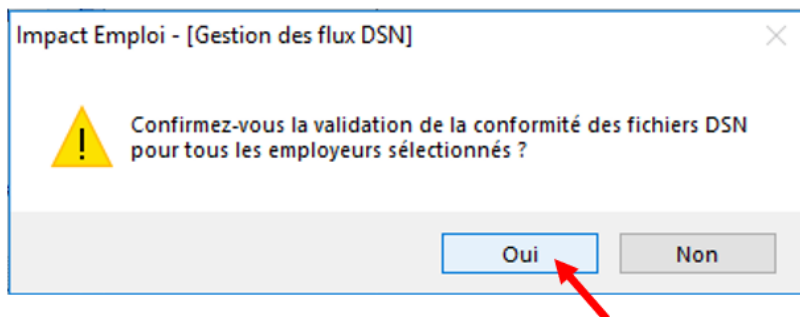 Impact Emploi - [Gestion des flux DSN]
Confirmez-vous la validation de la conformité des fichiers DSN
pour tous les employeurs sélectionnés ?
Oui
Non